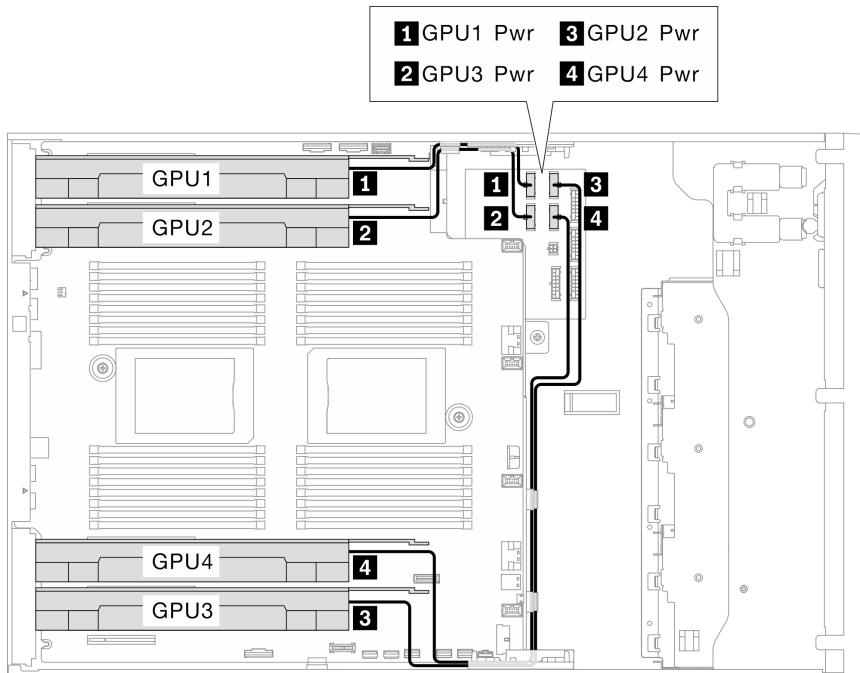 1 GPU1 Pwr 3 GPU2 Pwr
2 GPU3 Pwr 4 GPU4 Pwr
GPU1 1
GPU2 2
1 3
2 4
GPU4 4
GPU3 3